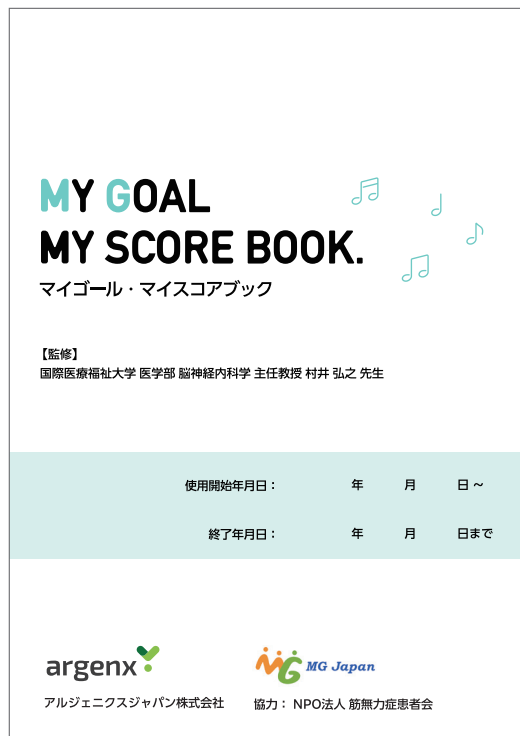 MY GOAL
MY SCORE BOOK.
マイゴール・マイスコアブック
【監修】
国際医療福祉大学 医学部 脳神経内科学 主任教授 村井 弘之 先生
使用開始年月日： 年 月 日～
終了年月日： 年 月 日まで
argenx
アルジェニクスジャパン株式会社
MG MG Japan
協力： NPO法人 筋無力症患者会